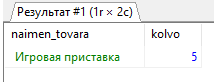 Результат #1 (1r × 2c)
naimen_tovara kolvo
Игровая приставка 5